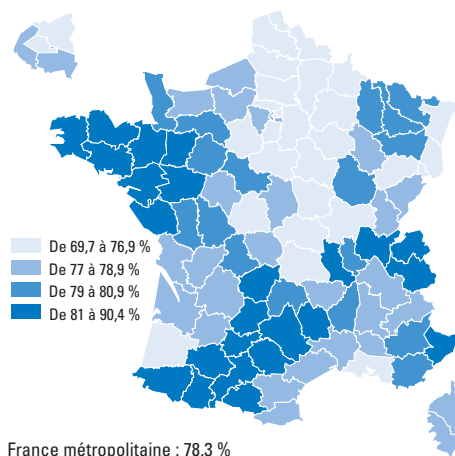 De 69,7 à 76,9 %
De 77 à 78,9 %
De 79 à 80,9 %
De 81 à 90,4 %
France métropolitaine : 78.3 %